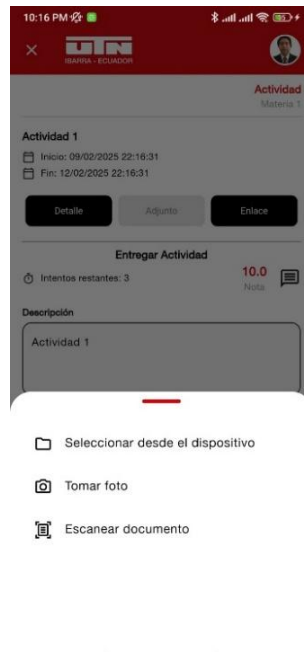 10:16 PM
UTN
IBARRA - ECUADOR
Actividad
Materia 1
Actividad 1
Inicio: 09/02/2025 22:16:31
Fin: 12/02/2025 22:16:31
Detalle
Adjunto
Enlace
Entregar Actividad
Intentos restantes: 3
10.0
Nota
Descripción
Actividad 1
Seleccionar desde el dispositivo
Tomar foto
Escanear documento